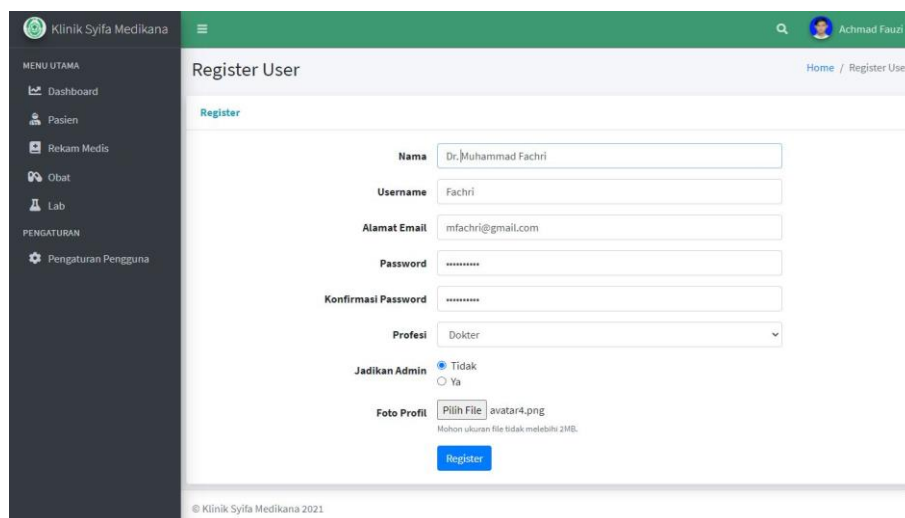 Klinik Syifa Medikana
Achmad Fauzi
MENU UTAMA
Dashboard
Pasien
Rekam Medis
Obat
Lab
PENGATURAN
Pengaturan Pengguna
Register User
Home / Register Use
Register
Nama Dr. Muhammad Fachri
Username Fachri
Alamat Email mfachri@gmail.com
Password ••••••••••
Konfirmasi Password ••••••••••
Profesi Dokter
Jadikan Admin Tidak
Ya
Foto Profil Pilih File avatar4.png
Mohon ukuran file tidak melebihi 2MB.
Register
© Klinik Syifa Medikana 2021